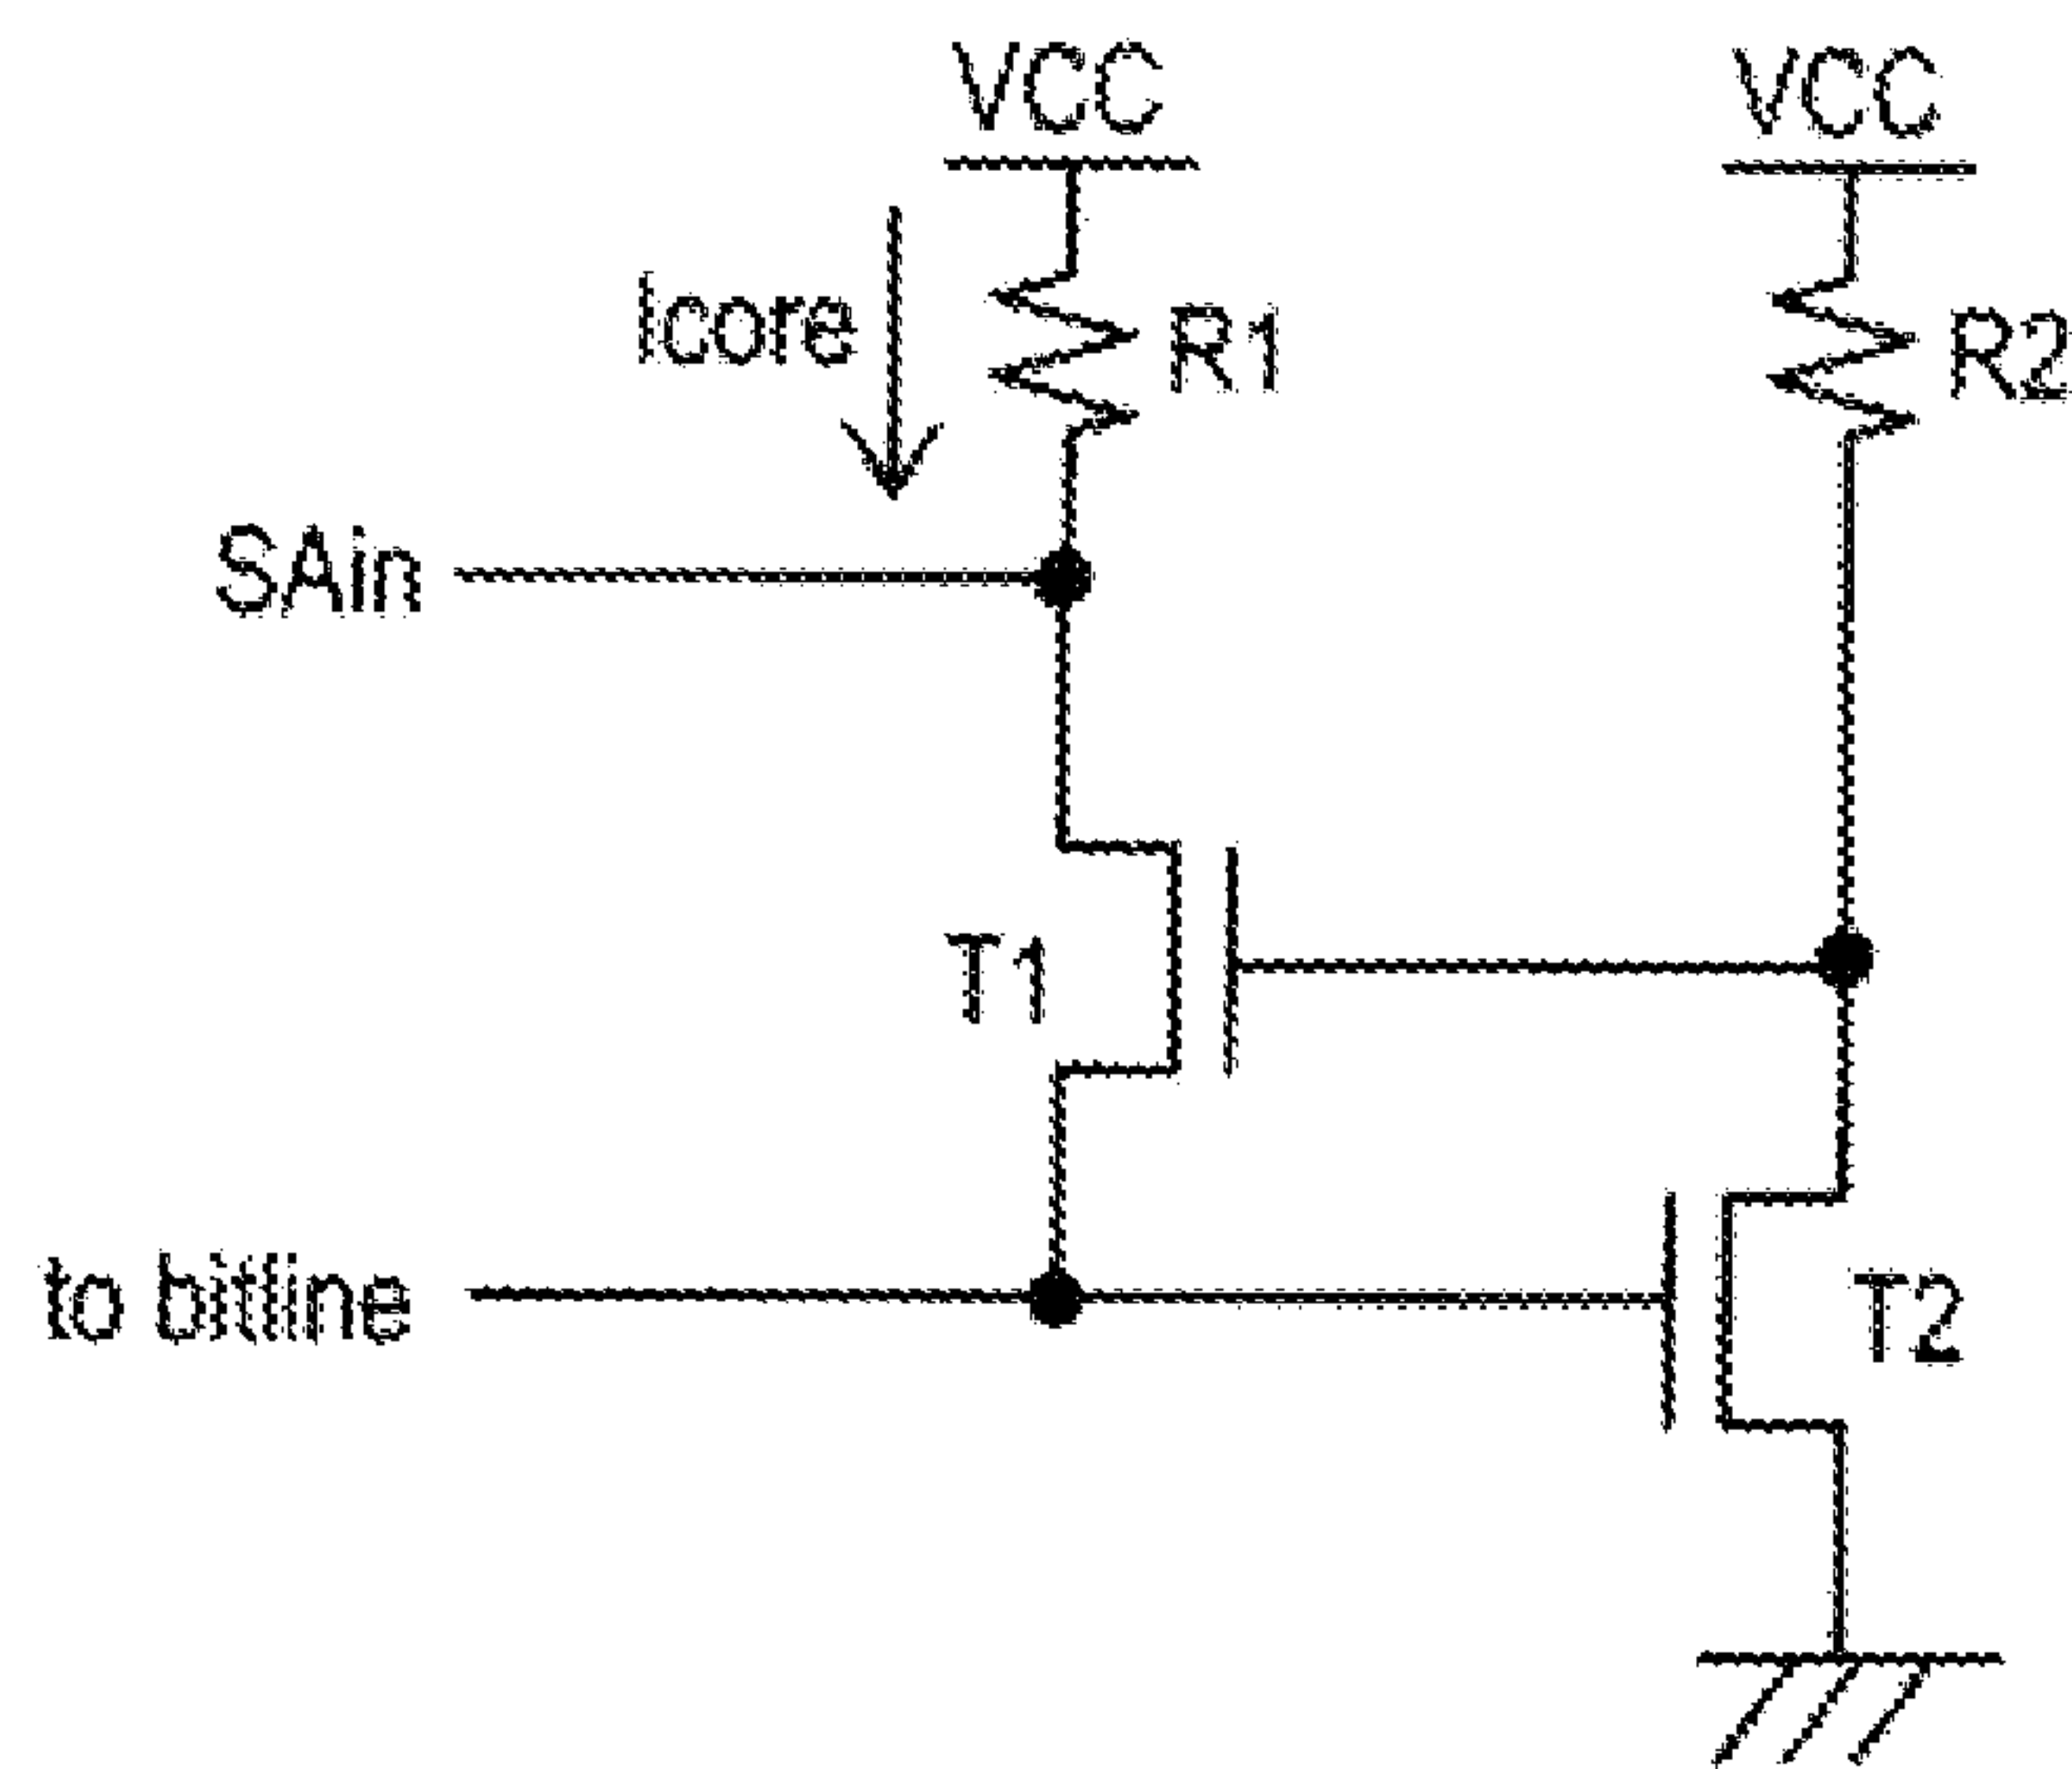 VCC
VCC
Icore
R1
R2
SAin
T1
to bitline
T2